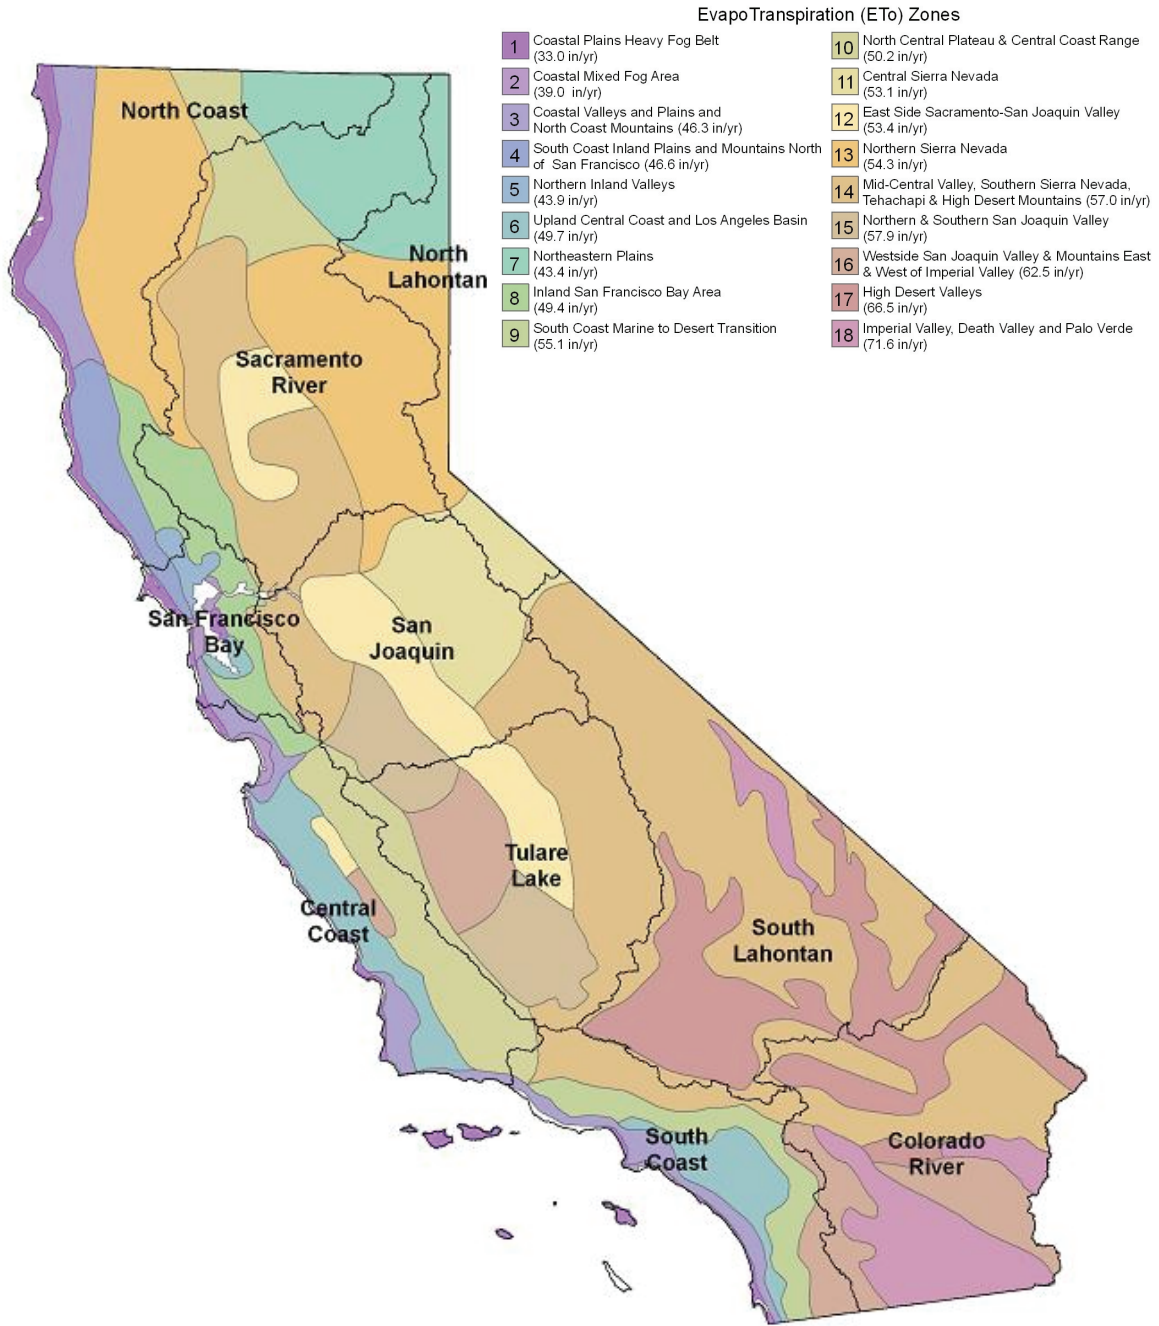 EvapoTranspiration (ETo) Zones
1 Coastal Plains Heavy Fog Belt
(33.0 in/yr)
2 Coastal Mixed Fog Area
(39.0 in/yr)
3 Coastal Valleys and Plains and
North Coast Mountains (46.3 in/yr)
4 South Coast Inland Plains and Mountains North
of San Francisco (46.6 in/yr)
5 Northern Inland Valleys
(43.9 in/yr)
6 Upland Central Coast and Los Angeles Basin
(49.7 in/yr)
7 Northeastern Plains
(43.4 in/yr)
8 Inland San Francisco Bay Area
(49.4 in/yr)
9 South Coast Marine to Desert Transition
(55.1 in/yr)
10 North Central Plateau & Central Coast Range
(50.2 in/yr)
11 Central Sierra Nevada
(53.1 in/yr)
12 East Side Sacramento-San Joaquin Valley
(53.4 in/yr)
13 Northern Sierra Nevada
(54.3 in/yr)
14 Mid-Central Valley, Southern Sierra Nevada,
Tehachapi & High Desert Mountains (57.0 in/yr)
15 Northern & Southern San Joaquin Valley
(57.9 in/yr)
16 Westside San Joaquin Valley & Mountains East
& West of Imperial Valley (62.5 in/yr)
17 High Desert Valleys
(66.5 in/yr)
18 Imperial Valley, Death Valley and Palo Verde
(71.6 in/yr)
North Coast
North
Lahontan
Sacramento
River
San Francisco
Bay
San
Joaquin
Tulare
Lake
Central
Coast
South
Lahontan
South
Coast
Colorado
River